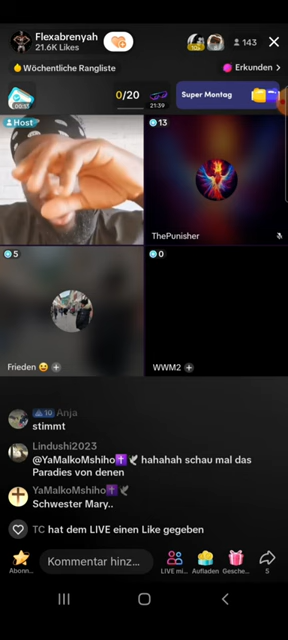 Flexabrenyah
21.6K Likes
143
Wöchentliche Rangliste
Erkunden >
00:51
0/20
21:39
Super Montag
Host
13
ThePunisher
5
0
Frieden
WWM2
10 Anja
stimmt
Lindushi2023
@YaMalkoMshiho✝️🕊 hahahah schau mal das
Paradies von denen
YaMalkoMshiho✝️🕊
Schwester Mary..
TC hat dem LIVE einen Like gegeben
Kommentar hinz...
Abonn..
LIVE mi...
Aufladen
Gesche...
5